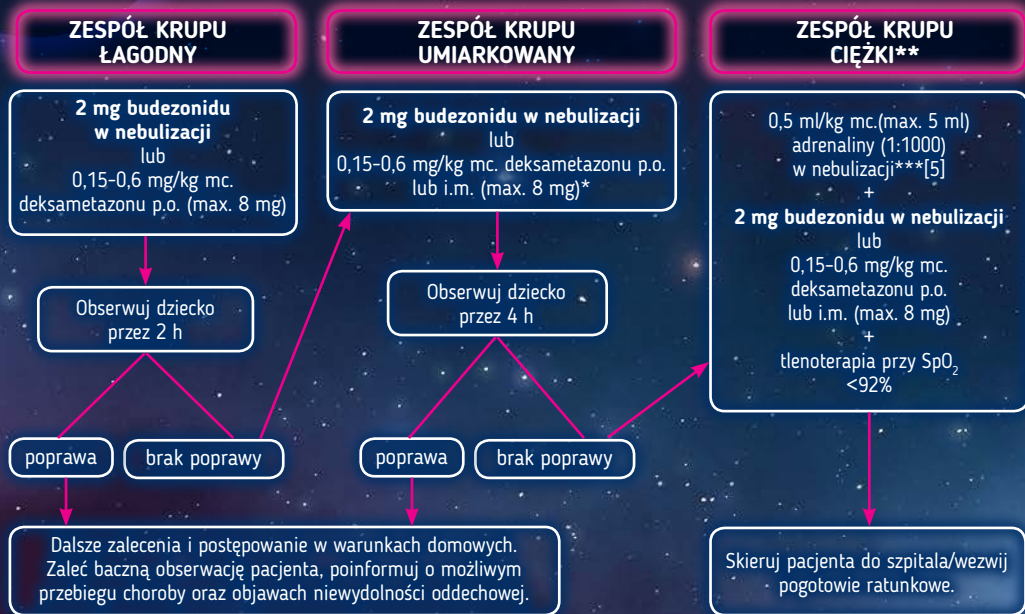 ZESPÓŁ KRUPU
ŁAGODNY
2 mg budezonidu
w nebulizacji
lub
0,15-0,6 mg/kg mc.
deksametazonu p.o. (max. 8 mg)
Obserwuj dziecko
przez 2 h
poprawa
brak poprawy
ZESPÓŁ KRUPU
UMIARKOWANY
2 mg budezonidu w nebulizacji
lub
0,15-0,6 mg/kg mc. deksametazonu p.o.
lub i.m. (max. 8 mg)*
Obserwuj dziecko
przez 4 h
poprawa
brak poprawy
Dalsze zalecenia i postępowanie w warunkach domowych.
Zaleć baczną obserwację pacjenta, poinformuj o możliwym
przebiegu choroby oraz objawach niewydolności oddechowej.
ZESPÓŁ KRUPU
CIĘŻKI**
0,5 ml/kg mc.(max. 5 ml)
adrenaliny (1:1000)
w nebulizacji***[5]
+
2 mg budezonidu w nebulizacji
lub
0,15-0,6 mg/kg mc.
deksametazonu p.o.
lub i.m. (max. 8 mg)
+
tlenoterapia przy SpO₂
<92%
Skieruj pacjenta do szpitala/wezwij
pogotowie ratunkowe.